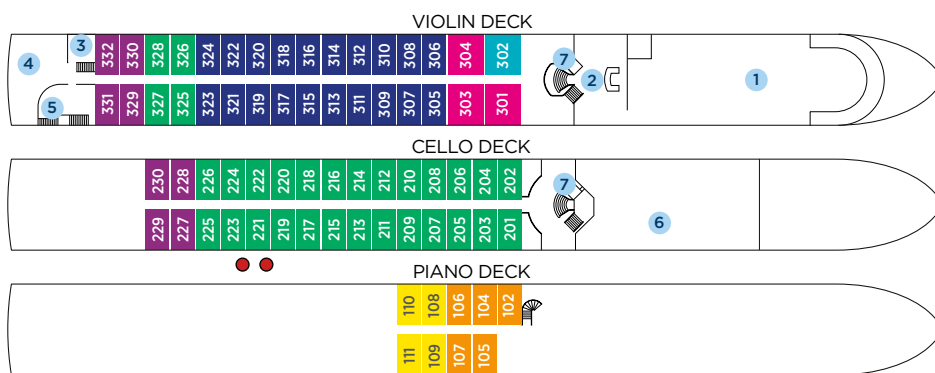 VIOLIN DECK
3 332 330 328 326 324 322 320 318 316 314 312 310 308 306 304 302 7
4 2 1
5 331 329 327 325 323 321 319 317 315 313 311 309 307 305 303 301
CELLO DECK
230 228 226 224 222 220 218 216 214 212 210 208 206 204 202 7
229 227 225 223 221 219 217 215 213 211 209 207 205 203 201 6
PIANO DECK
110 108 106 104 102
111 109 107 105